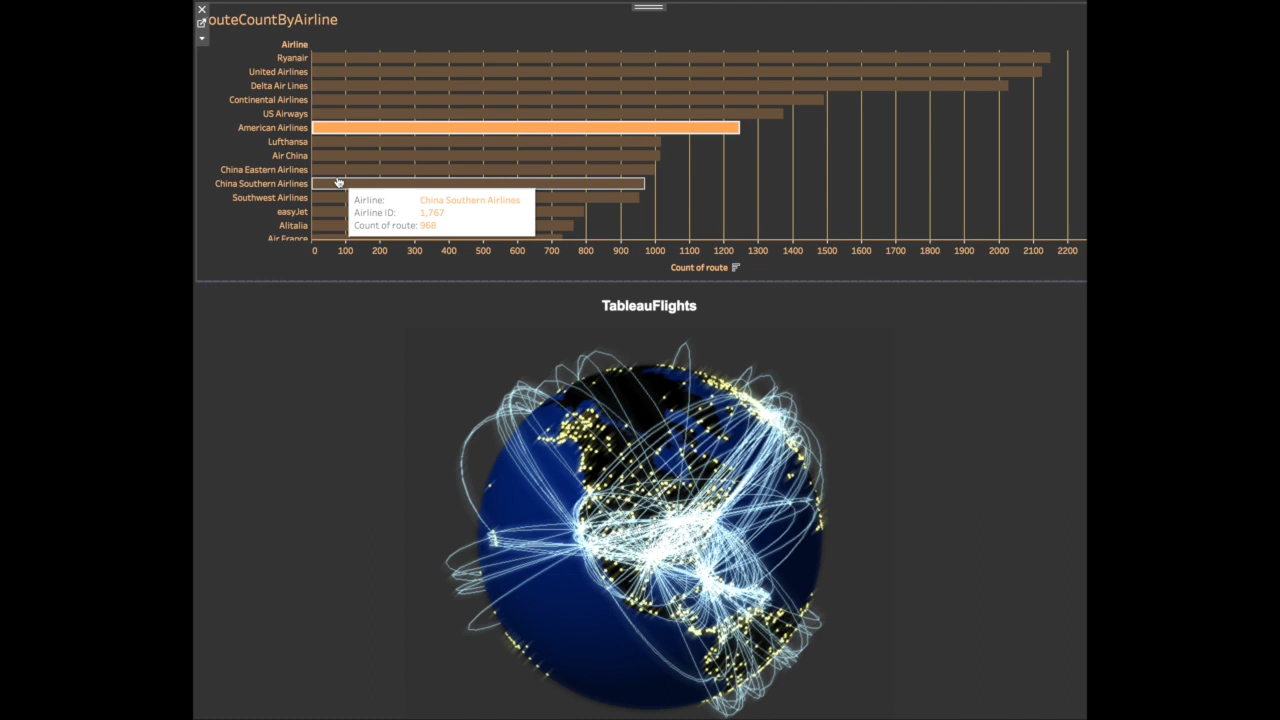 outeCountByAirline
Airline
Ryanair
United Airlines
Delta Air Lines
Continental Airlines
US Airways
American Airlines
Lufthansa
Air China
China Eastern Airlines
China Southern Airlines
Southwest Airlines
easyJet
Alitalia
Air France
Airline: China Southern Airlines
Airline ID: 1,767
Count of route: 968
0 100 200 300 400 500 600 700 800 900 1000 1100 1200 1300 1400 1500 1600 1700 1800 1900 2000 2100 2200
Count of route
TableauFlights